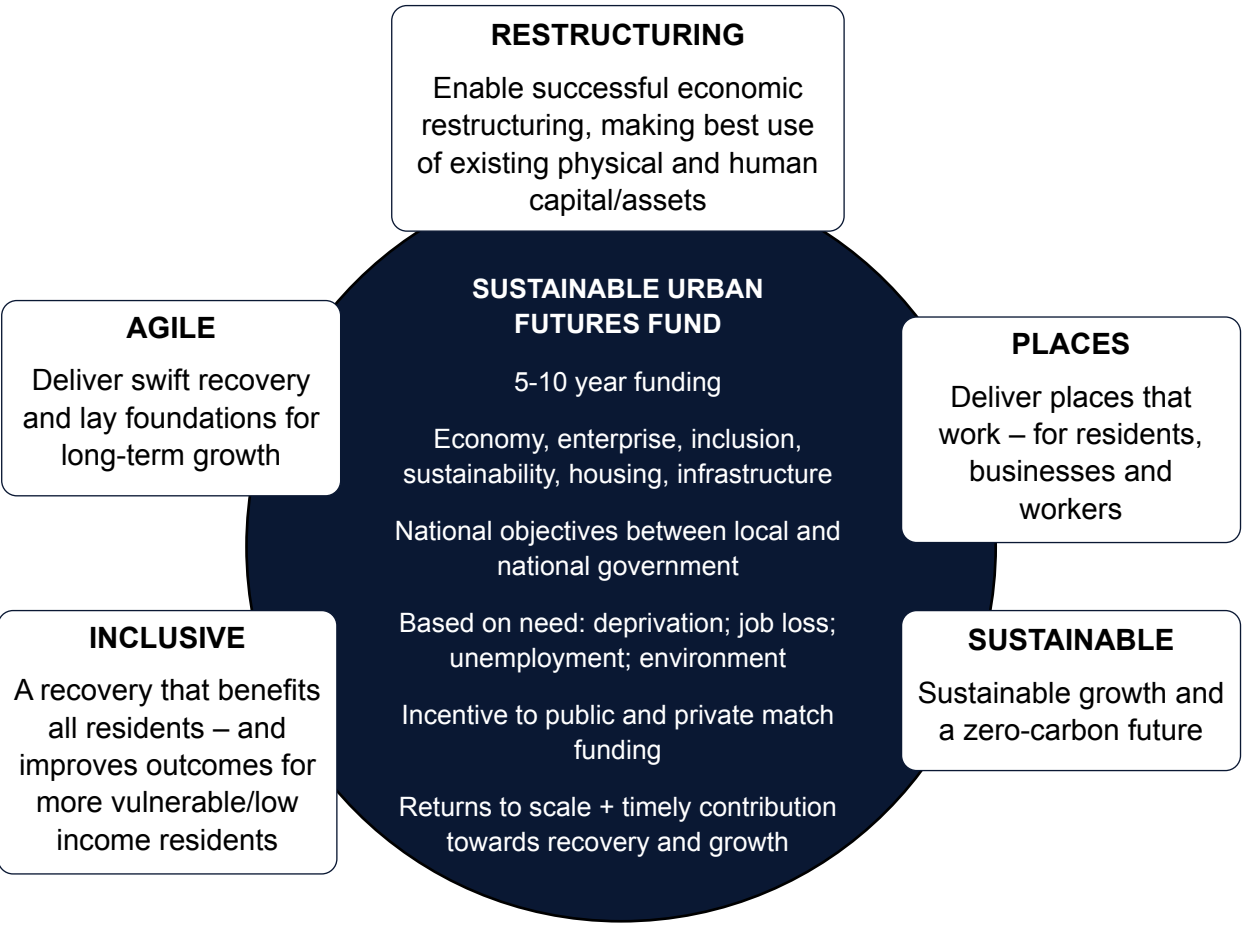 RESTRUCTURING
Enable successful economic
restructuring, making best use
of existing physical and human
capital/assets
SUSTAINABLE URBAN
FUTURES FUND
5-10 year funding
Economy, enterprise, inclusion,
sustainability, housing, infrastructure
National objectives between local and
national government
Based on need: deprivation; job loss;
unemployment; environment
Incentive to public and private match
funding
Returns to scale + timely contribution
towards recovery and growth
AGILE
Deliver swift recovery
and lay foundations for
long-term growth
PLACES
Deliver places that
work – for residents,
businesses and
workers
INCLUSIVE
A recovery that benefits
all residents – and
improves outcomes for
more vulnerable/low
income residents
SUSTAINABLE
Sustainable growth and
a zero-carbon future